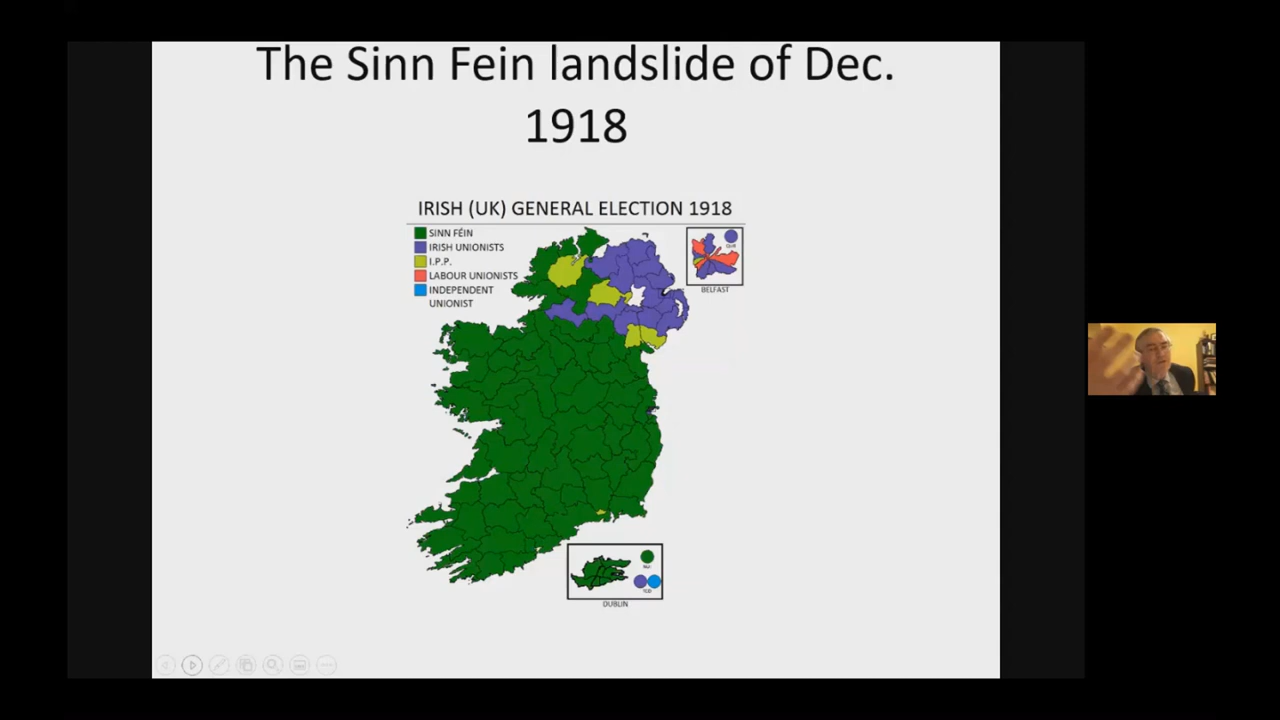 The Sinn Fein landslide of Dec.
1918
IRISH (UK) GENERAL ELECTION 1918
SINN FÉIN
IRISH UNIONISTS
I.P.P.
LABOUR UNIONISTS
INDEPENDENT
UNIONIST
BELFAST
TCD
DUBLIN